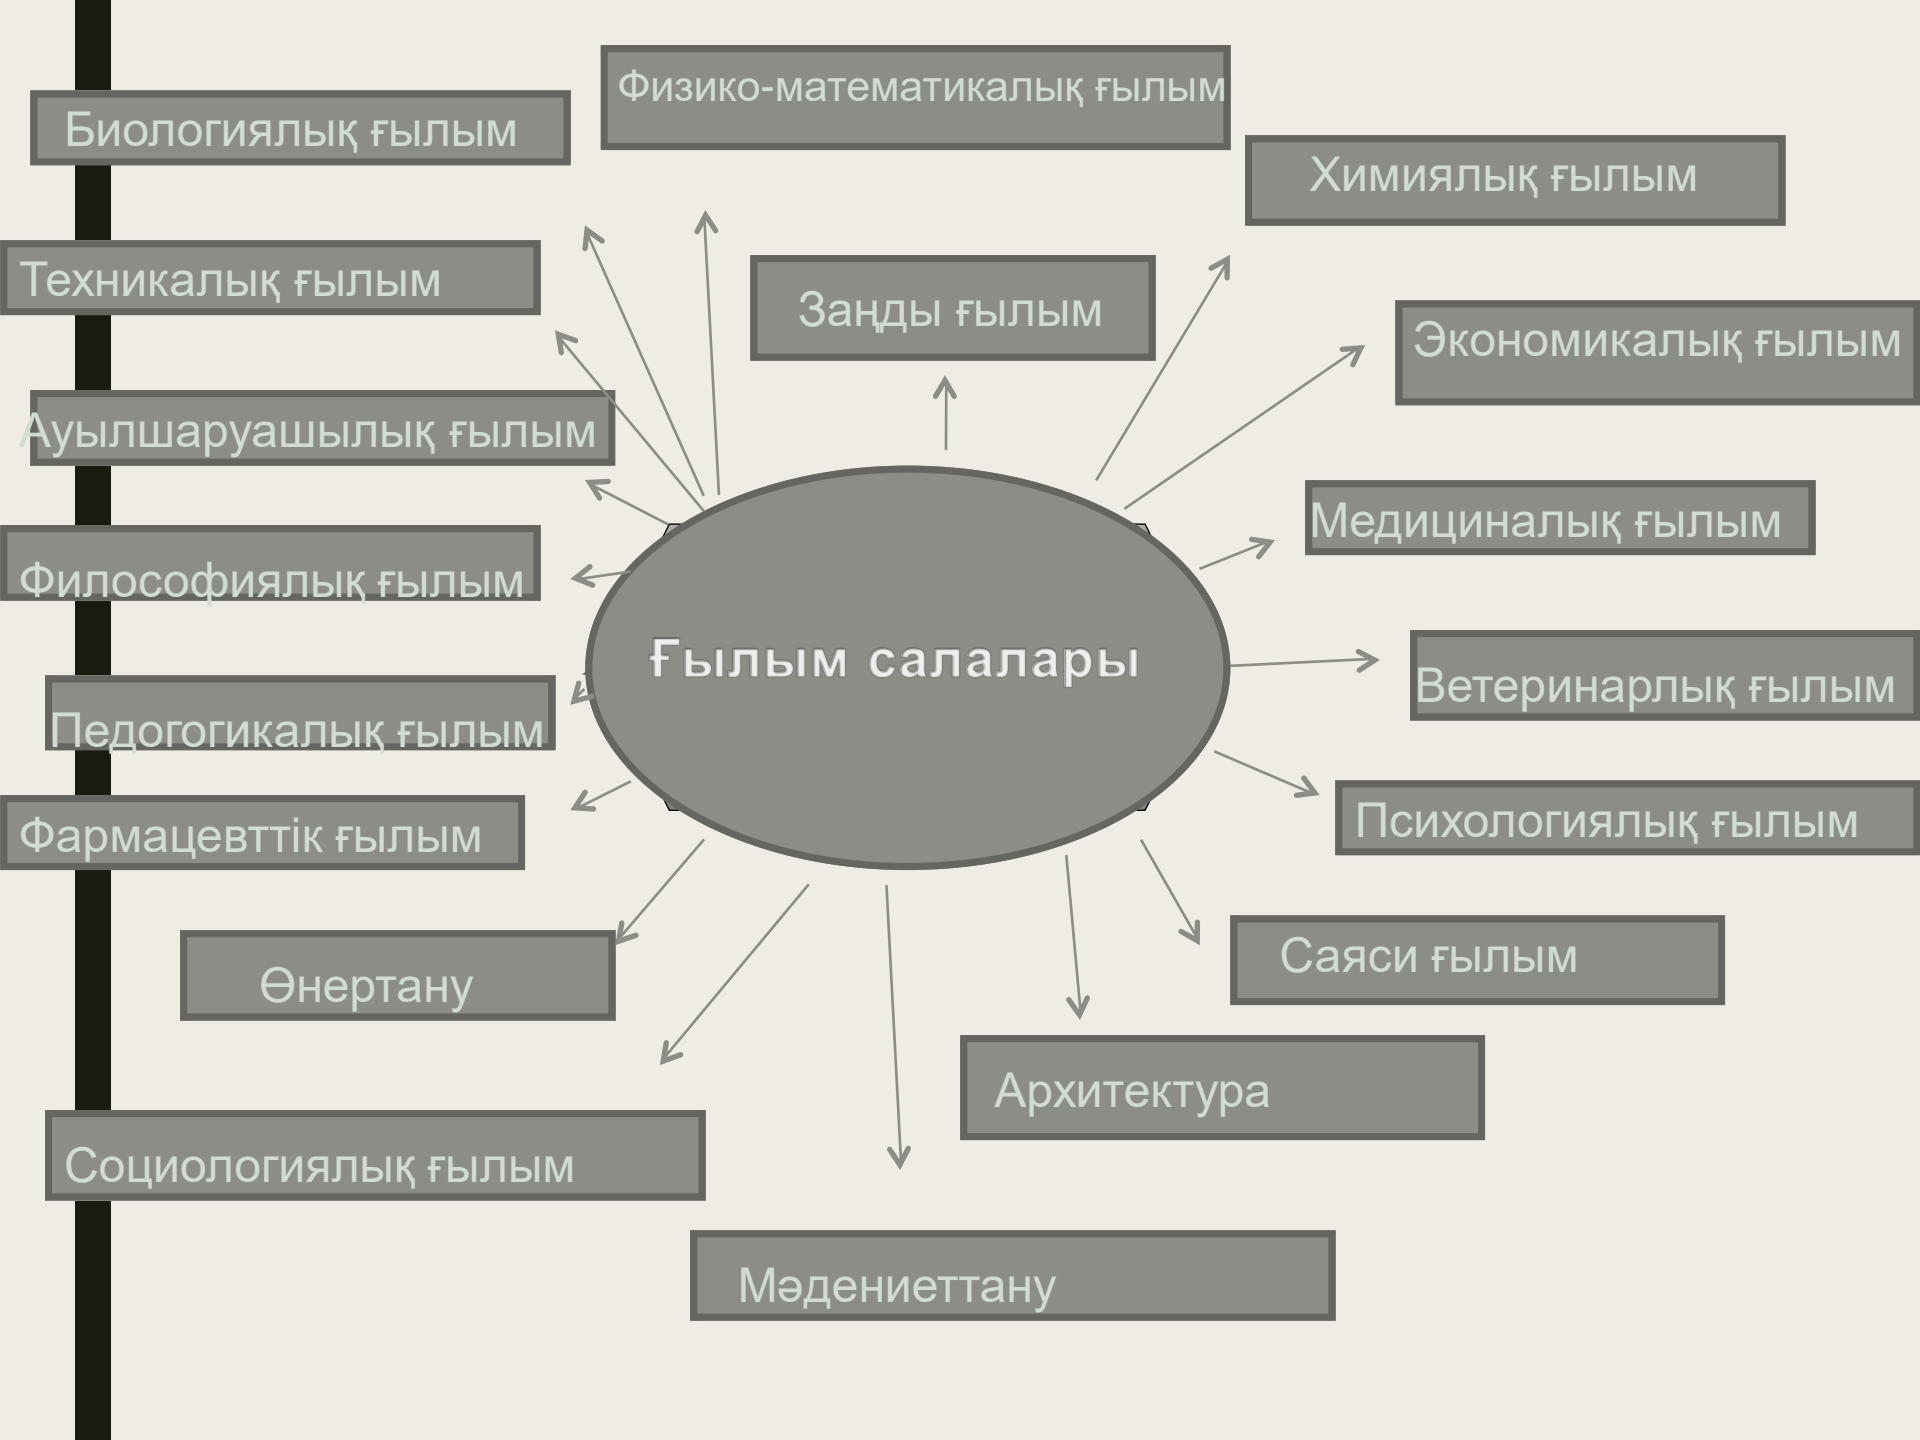 Физико-математикалық ғылым
Биологиялық ғылым
Химиялық ғылым
Техникалық ғылым
Заңды ғылым
Экономикалық ғылым
Ауылшаруашылық ғылым
Медициналық ғылым
Философиялық ғылым
Ғылым салалары
Ветеринарлық ғылым
Педогогикалық ғылым
Психологиялық ғылым
Фармацевттік ғылым
Саяси ғылым
Өнертану
Архитектура
Социологиялық ғылым
Мәдениеттану